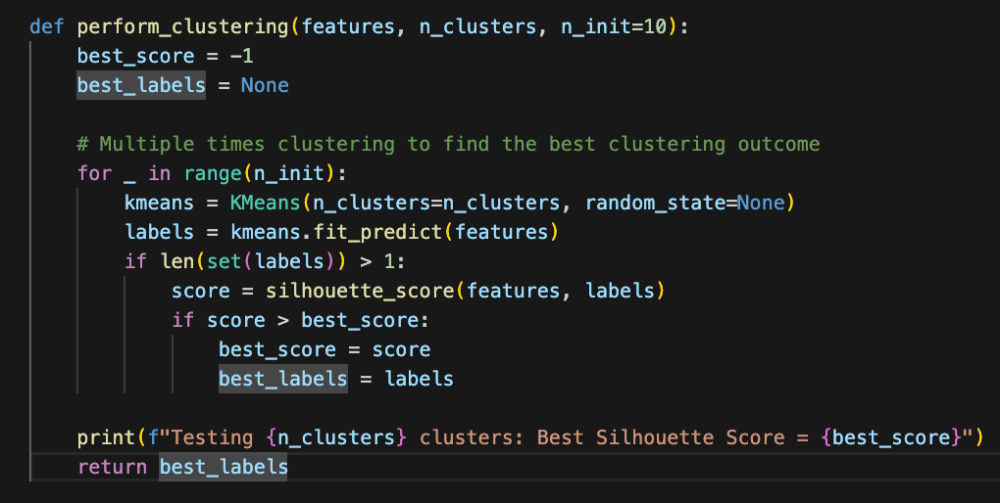 def perform_clustering(features, n_clusters, n_init=10):
    best_score = -1
    best_labels = None

    # Multiple times clustering to find the best clustering outcome
    for _ in range(n_init):
        kmeans = KMeans(n_clusters=n_clusters, random_state=None)
        labels = kmeans.fit_predict(features)
        if len(set(labels)) > 1:
            score = silhouette_score(features, labels)
            if score > best_score:
                best_score = score
                best_labels = labels

    print(f"Testing {n_clusters} clusters: Best Silhouette Score = {best_score}")
    return best_labels